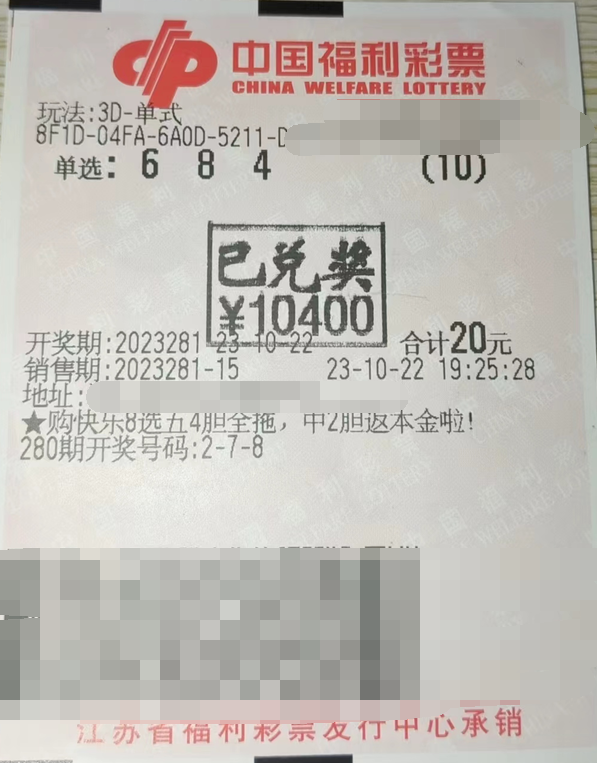 中国福利彩票
CHINA WELFARE LOTTERY
玩法:3D-单式
8F1D-04FA-6A0D-5211-D
单选: 6 8 4 (10)
已兑奖
¥10400
开奖期:2023281 23-10-22 合计20元
销售期:2023281-15 23-10-22 19:25:28
地址:
★购快乐8选五4胆全拖，中2胆返本金啦!
280期开奖号码:2-7-8
江苏省福利彩票发行中心承销